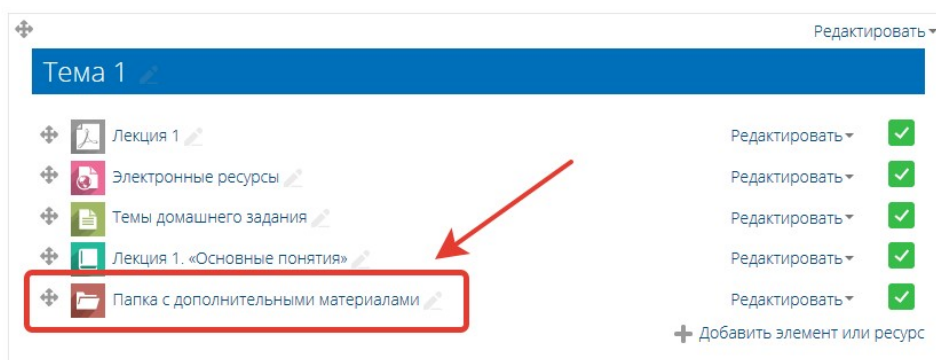 Редактировать
Тема 1
Лекция 1 Редактировать
Электронные ресурсы Редактировать
Темы домашнего задания Редактировать
Лекция 1. «Основные понятия» Редактировать
Папка с дополнительными материалами Редактировать
Добавить элемент или ресурс